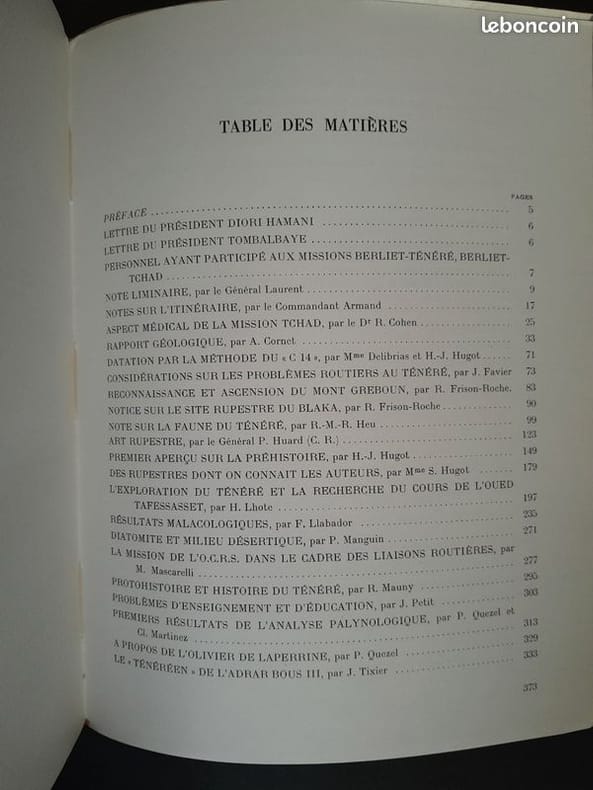 leboncoin
TABLE DES MATIÈRES
PAGES
PRÉFACE ..... 5
LETTRE DU PRÉSIDENT DIORI HAMANI ..... 6
LETTRE DU PRÉSIDENT TOMBALBAYE ..... 6
PERSONNEL AYANT PARTICIPÉ AUX MISSIONS BERLIET-TÉNÉRÉ, BERLIET-
TCHAD ..... 7
NOTE LIMINAIRE, par le Général Laurent ..... 9
NOTES SUR L'ITINÉRAIRE, par le Commandant Armand ..... 17
ASPECT MÉDICAL DE LA MISSION TCHAD, par le Dr R. Cohen ..... 25
RAPPORT GÉOLOGIQUE, par A. Cornet ..... 33
DATATION PAR LA MÉTHODE DU « C 14 », par Mme Delibrias et H.-J. Hugot ..... 71
CONSIDÉRATIONS SUR LES PROBLÈMES ROUTIERS AU TÉNÉRÉ, par J. Favier 73
RECONNAISSANCE ET ASCENSION DU MONT GREBOUN, par R. Frison-Roche. 83
NOTICE SUR LE SITE RUPESTRE DU BLAKA, par R. Frison-Roche ..... 90
NOTE SUR LA FAUNE DU TÉNÉRÉ, par R.-M.-R. Heu ..... 99
ART RUPESTRE, par le Général P. Huard (C. R.) ..... 123
PREMIER APERÇU SUR LA PRÉHISTOIRE, par H.-J. Hugot ..... 149
DES RUPESTRES DONT ON CONNAIT LES AUTEURS, par Mme S. Hugot ..... 179
L'EXPLORATION DU TÉNÉRÉ ET LA RECHERCHE DU COURS DE L'OUED
TAFESSASSET, par H. Lhote ..... 197
RÉSULTATS MALACOLOGIQUES, par F. Llabador ..... 235
DIATOMITE ET MILIEU DÉSERTIQUE, par P. Manguin ..... 271
LA MISSION DE L'O.C.R.S. DANS LE CADRE DES LIAISONS ROUTIÈRES, par
M. Mascarelli ..... 277
PROTOHISTOIRE ET HISTOIRE DU TÉNÉRÉ, par R. Mauny ..... 295
PROBLÈMES D'ENSEIGNEMENT ET D'ÉDUCATION, par J. Petit ..... 303
PREMIERS RÉSULTATS DE L'ANALYSE PALYNOLOGIQUE, par P. Quezel et
Cl. Martinez ..... 313
A PROPOS DE L'OLIVIER DE LAPERRINE, par P. Quezel ..... 329
LE « TÉNÉRÉEN » DE L'ADRAR BOUS III, par J. Tixier ..... 333
373